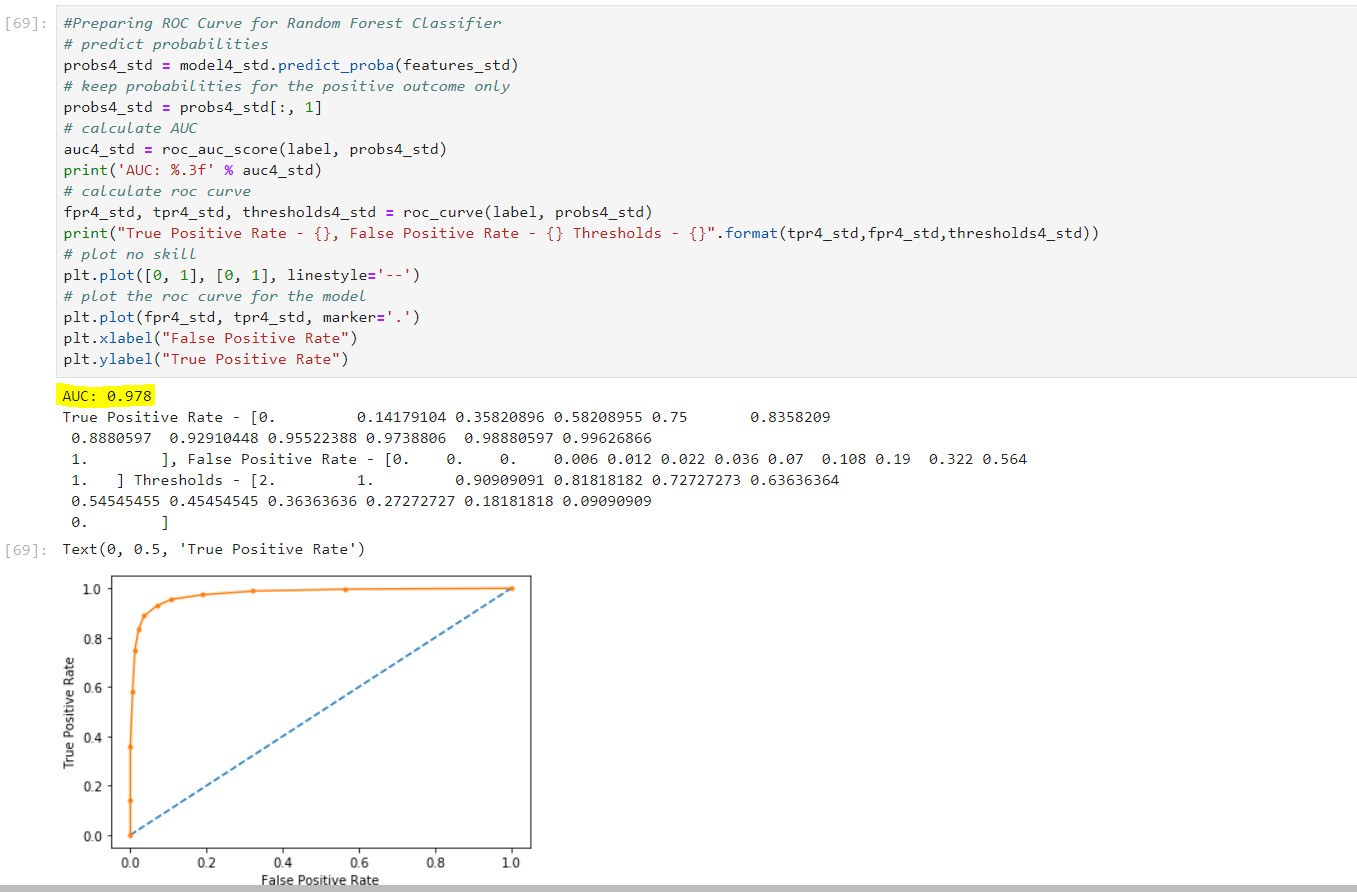 [69]: #Preparing ROC Curve for Random Forest Classifier
# predict probabilities
probs4_std = model4_std.predict_proba(features_std)
# keep probabilities for the positive outcome only
probs4_std = probs4_std[:, 1]
# calculate AUC
auc4_std = roc_auc_score(label, probs4_std)
print('AUC: %.3f' % auc4_std)
# calculate roc curve
fpr4_std, tpr4_std, thresholds4_std = roc_curve(label, probs4_std)
print("True Positive Rate - {}, False Positive Rate - {} Thresholds - {}".format(tpr4_std,fpr4_std,thresholds4_std))
# plot no skill
plt.plot([0, 1], [0, 1], linestyle='--')
# plot the roc curve for the model
plt.plot(fpr4_std, tpr4_std, marker='.')
plt.xlabel("False Positive Rate")
plt.ylabel("True Positive Rate")
AUC: 0.978
True Positive Rate - [0.         0.14179104 0.35820896 0.58208955 0.75       0.8358209
 0.8880597  0.92910448 0.95522388 0.9738806  0.98880597 0.99626866
 1.        ], False Positive Rate - [0.    0.    0.    0.006 0.012 0.022 0.036 0.07  0.108 0.19  0.322 0.564
 1.   ] Thresholds - [2.         1.         0.90909091 0.81818182 0.72727273 0.63636364
 0.54545455 0.45454545 0.36363636 0.27272727 0.18181818 0.09090909
 0.        ]
[69]: Text(0, 0.5, 'True Positive Rate')
1.0
0.8
0.6
0.4
0.2
0.0
True Positive Rate
0.0 0.2 0.4 0.6 0.8 1.0
False Positive Rate